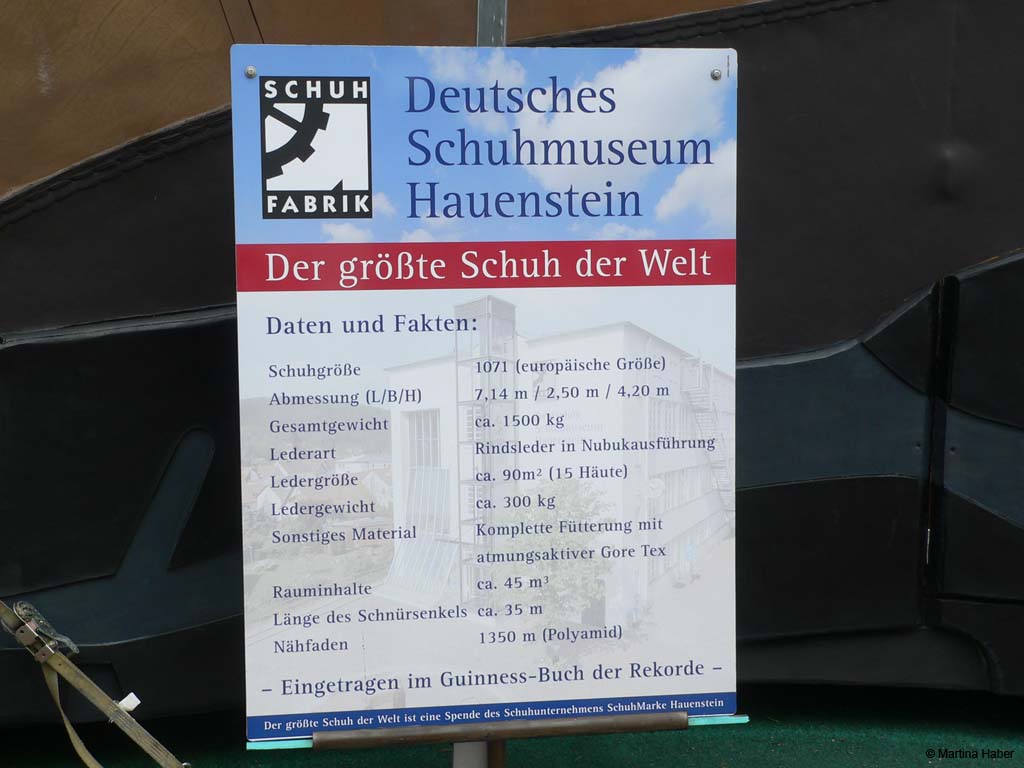 SCHUH
FABRIK
Deutsches
Schuhmuseum
Hauenstein
Der größte Schuh der Welt
Daten und Fakten:
Schuhgröße 1071 (europäische Größe)
Abmessung (L/B/H) 7,14 m / 2,50 m / 4,20 m
Gesamtgewicht ca. 1500 kg
Lederart Rindsleder in Nubukausführung
Ledergröße ca. 90m² (15 Häute)
Ledergewicht ca. 300 kg
Sonstiges Material Komplette Fütterung mit
atmungsaktiver Gore Tex
Rauminhalte ca. 45 m³
Länge des Schnürsenkels ca. 35 m
Nähfaden 1350 m (Polyamid)
– Eingetragen im Guinness-Buch der Rekorde –
Der größte Schuh der Welt ist eine Spende des Schuhunternehmens SchuhMarke Hauenstein
© Martina Haber